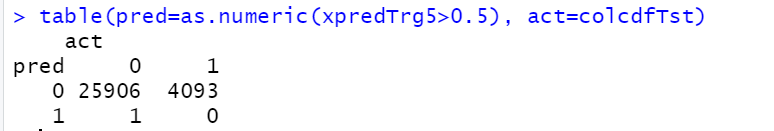 > table(pred=as.numeric(xpredTrg5>0.5), act=colcdfTst)
act
pred 0 1
0 25906 4093
1 1 0